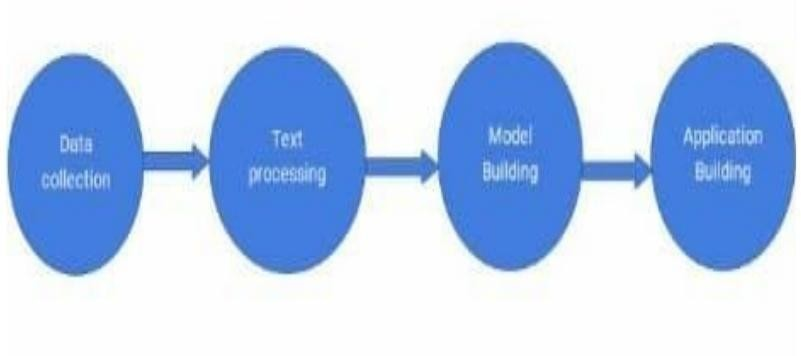 Data
collection
Text
processing
Model
Building
Application
Building